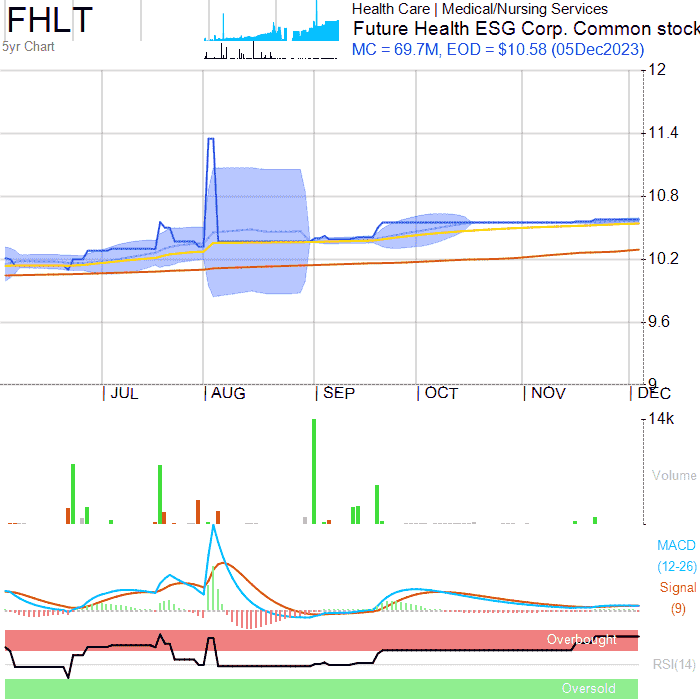 FHLT
5yr Chart
Health Care | Medical/Nursing Services
Future Health ESG Corp. Common stock
MC = 69.7M, EOD = $10.58 (05Dec2023)
12
11.4
10.8
10.2
9.6
9
JUL AUG SEP OCT NOV DEC
14k
Volume
MACD
(12-26)
Signal
(9)
Overbought
RSI(14)
Oversold